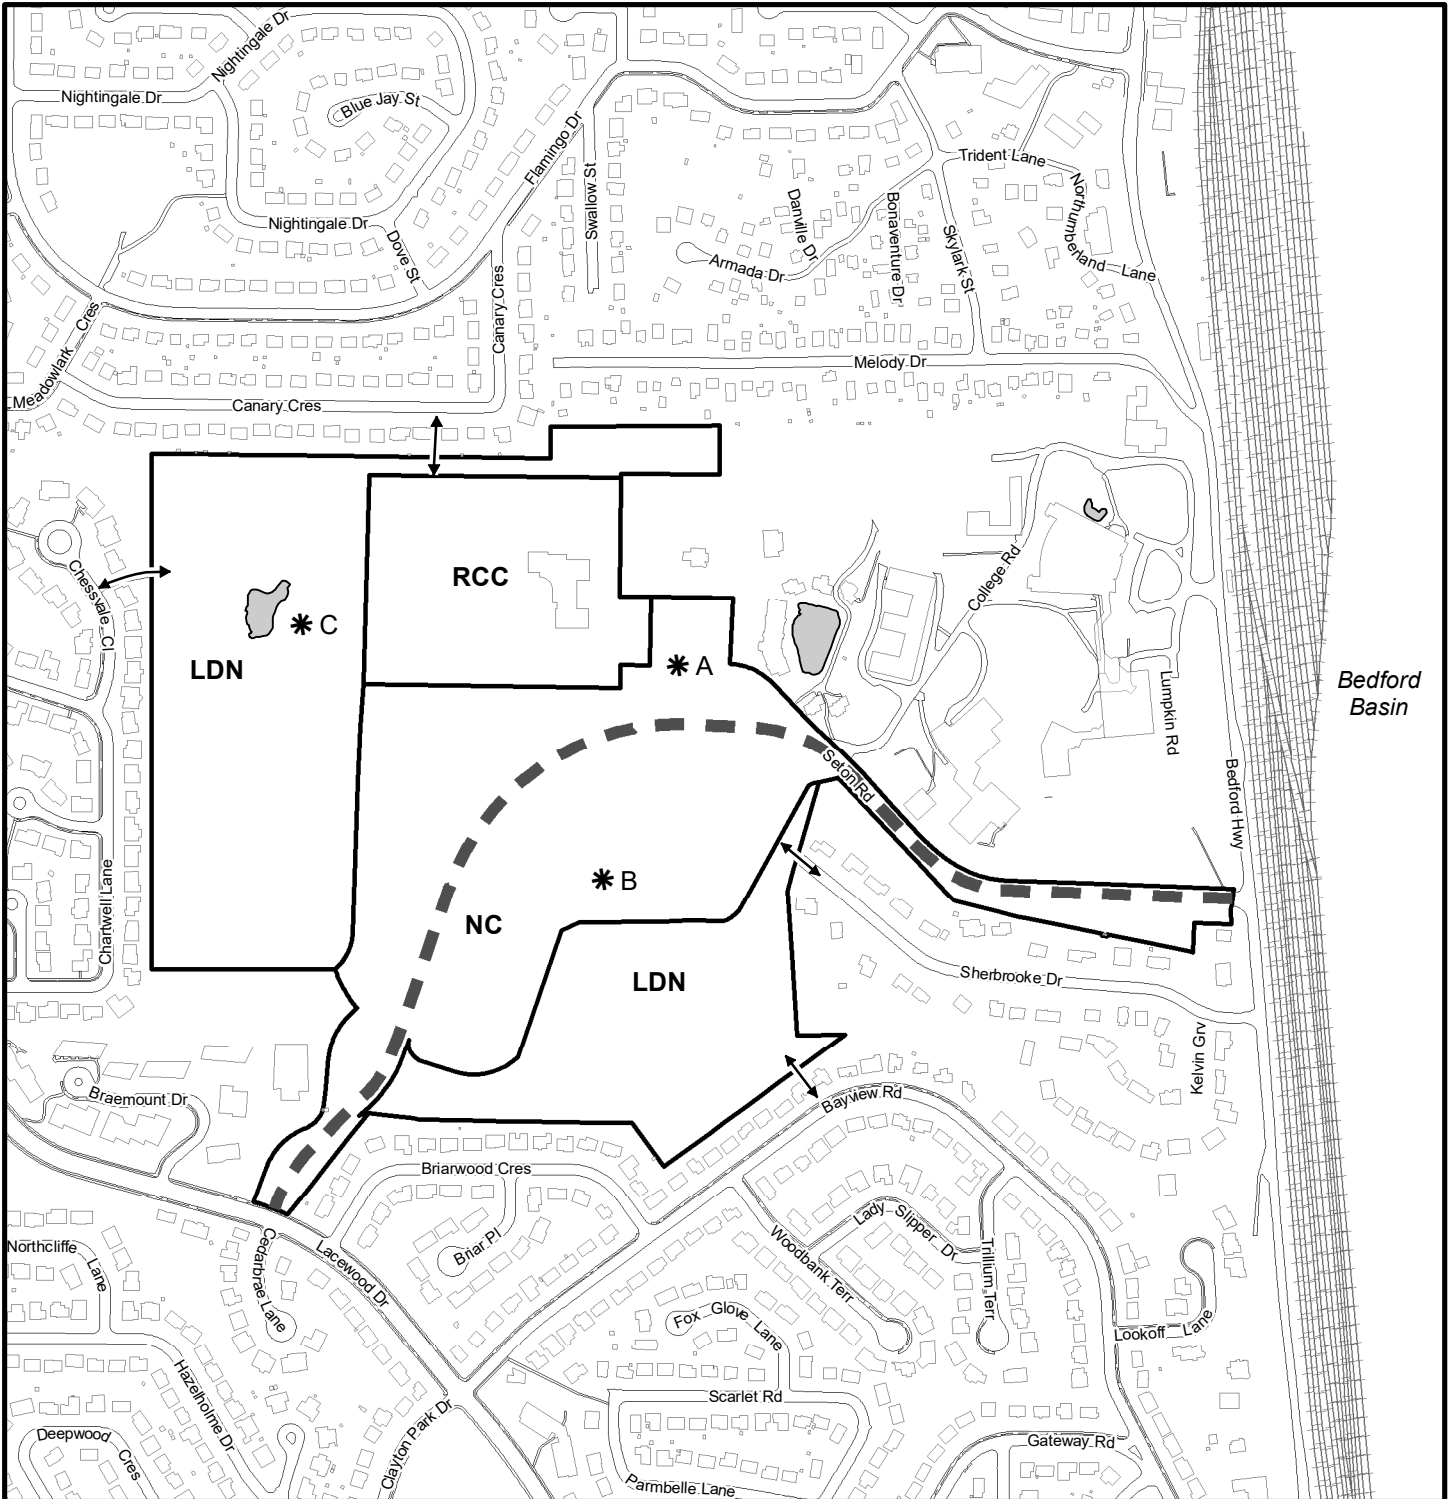 Nightingale Dr
Nightingale Dr
Blue Jay St
Flamingo Dr
Swallow St
Nightingale Dr
Dove St
Trident Lane
Northumberland Lane
Danville Dr
Bonaventure Dr
Skylark St
Armada Dr
Canary Cres
Meadowlark Cres
Melody Dr
Canary Cres
RCC
College Rd
Chessvale Cl
C
LDN
A
Lumpkin Rd
Bedford
Basin
Seton Rd
Bedford Hwy
B
Chartwell Lane
NC
LDN
Sherbrooke Dr
Kelvin Grv
Braemount Dr
Bayview Rd
Briarwood Cres
Briar Pl
Lady Slipper Dr
Woodbank Terr
Trillium Terr
Northcliffe Lane
Cedarbrae Lane
Lacewood Dr
Fox Glove Lane
Lookoff Lane
Hazelholme Dr
Scarlet Rd
Clayton Park Dr
Deepwood Cres
Gateway Rd
Parmbelle Lane